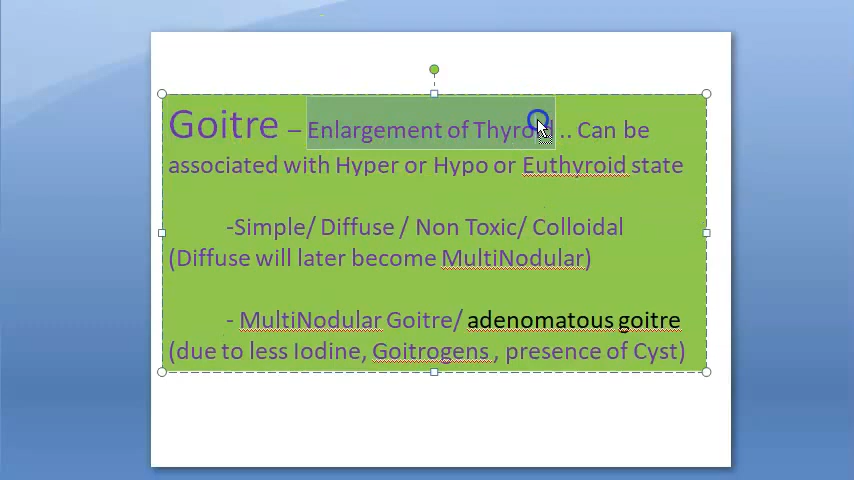 Goitre – Enlargement of Thyroid .. Can be
associated with Hyper or Hypo or Euthyroid state
-Simple/ Diffuse / Non Toxic/ Colloidal
(Diffuse will later become MultiNodular)
- MultiNodular Goitre/ adenomatous goitre
(due to less Iodine, Goitrogens , presence of Cyst)